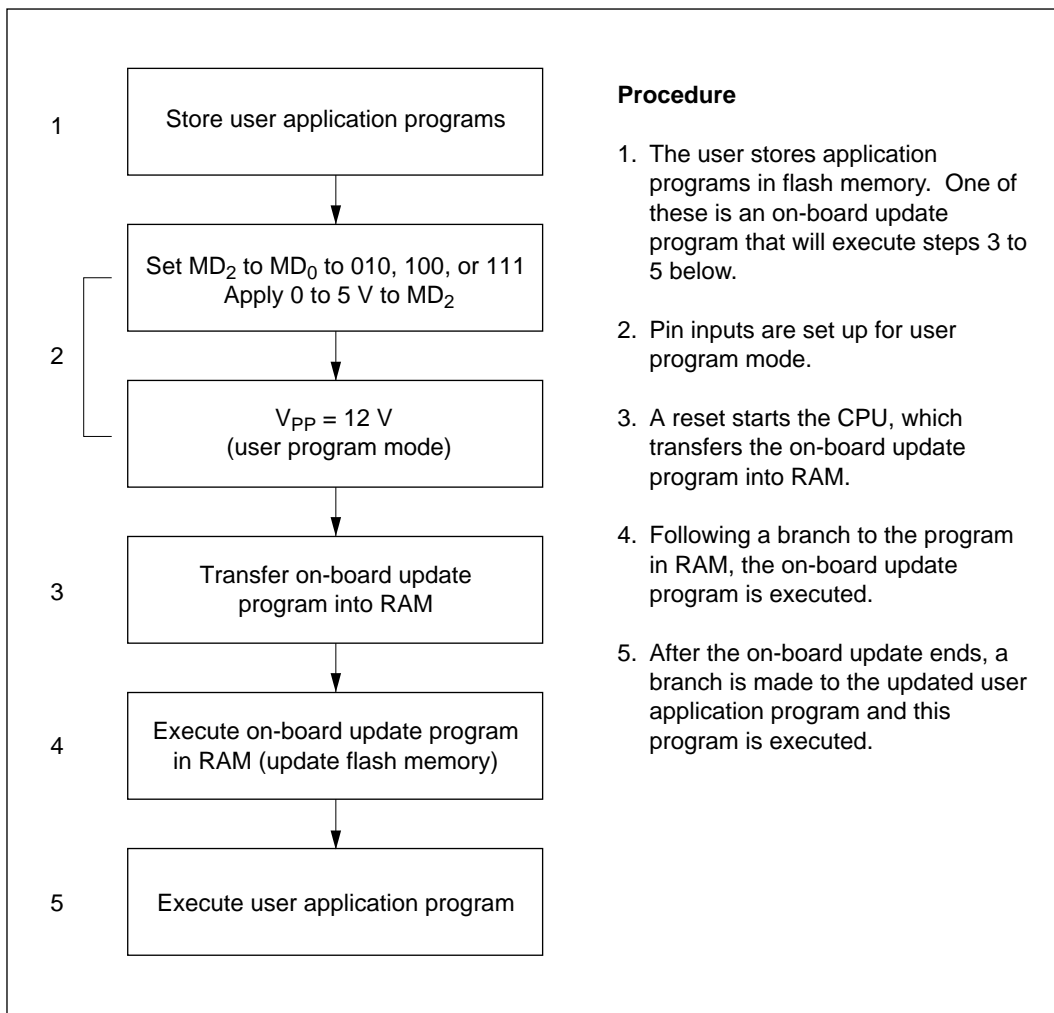 1
Store user application programs
2
Set MD2 to MD0 to 010, 100, or 111
Apply 0 to 5 V to MD2
VPP = 12 V
(user program mode)
3
Transfer on-board update
program into RAM
4
Execute on-board update program
in RAM (update flash memory)
5
Execute user application program
Procedure
1. The user stores application
programs in flash memory. One of
these is an on-board update
program that will execute steps 3 to
5 below.
2. Pin inputs are set up for user
program mode.
3. A reset starts the CPU, which
transfers the on-board update
program into RAM.
4. Following a branch to the program
in RAM, the on-board update
program is executed.
5. After the on-board update ends, a
branch is made to the updated user
application program and this
program is executed.